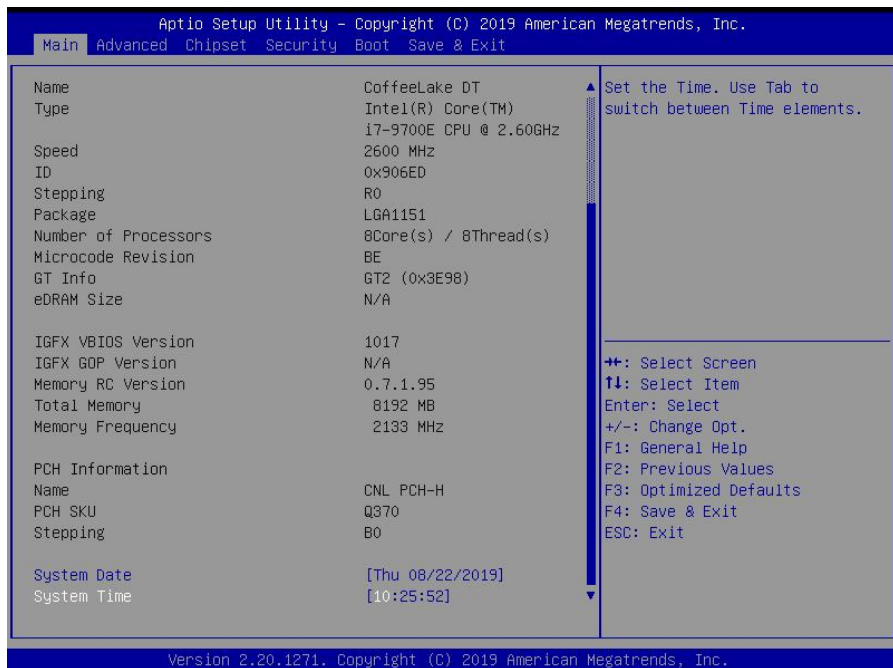 Aptio Setup Utility – Copyright (C) 2019 American Megatrends, Inc.
Main Advanced Chipset Security Boot Save & Exit
Name CoffeeLake DT
Type Intel(R) Core(TM)
i7-9700E CPU @ 2.60GHz
Speed 2600 MHz
ID 0x906ED
Stepping R0
Package LGA1151
Number of Processors 8Core(s) / 8Thread(s)
Microcode Revision BE
GT Info GT2 (0x3E98)
eDRAM Size N/A
IGFX VBIOS Version 1017
IGFX GOP Version N/A
Memory RC Version 0.7.1.95
Total Memory 8192 MB
Memory Frequency 2133 MHz
PCH Information
Name CNL PCH-H
PCH SKU Q370
Stepping B0
System Date [Thu 08/22/2019]
System Time [10:25:52]
Set the Time. Use Tab to
switch between Time elements.
→←: Select Screen
↑↓: Select Item
Enter: Select
+/-: Change Opt.
F1: General Help
F2: Previous Values
F3: Optimized Defaults
F4: Save & Exit
ESC: Exit
Version 2.20.1271. Copyright (C) 2019 American Megatrends, Inc.